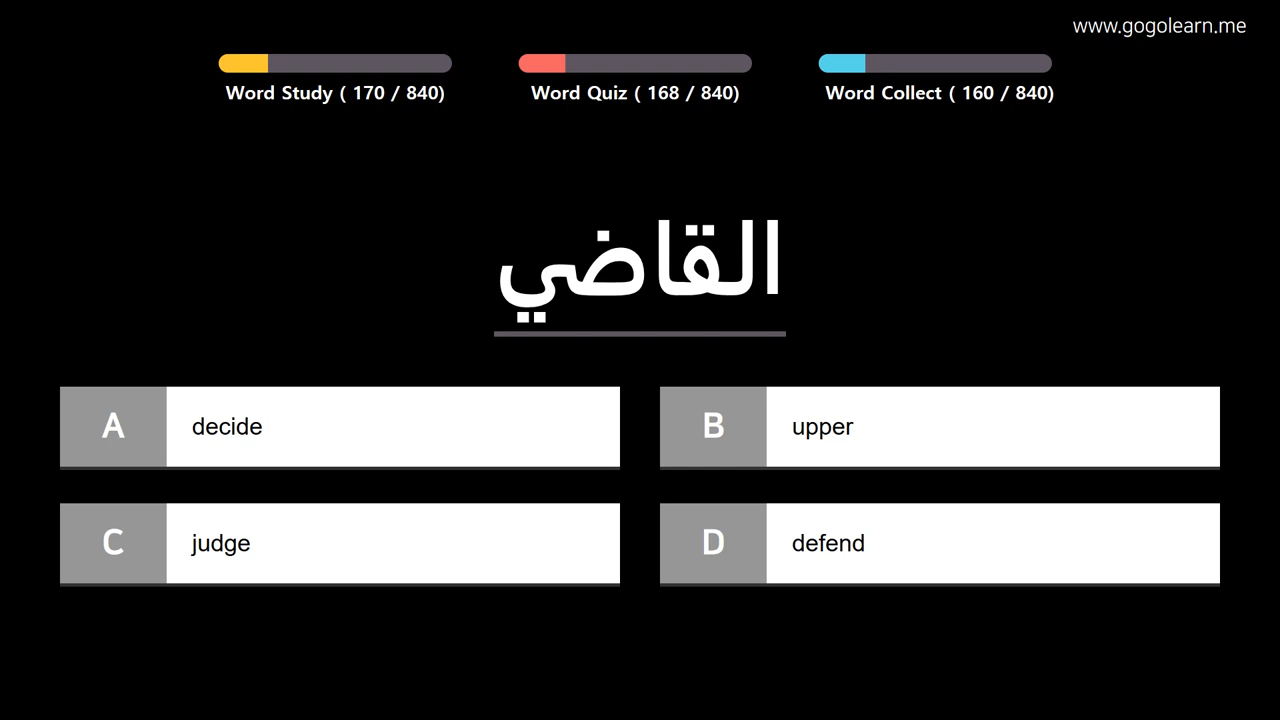 www.gogolearn.me
Word Study ( 170 / 840)
Word Quiz ( 168 / 840)
Word Collect ( 160 / 840)
القاضي
A decide
B upper
C judge
D defend